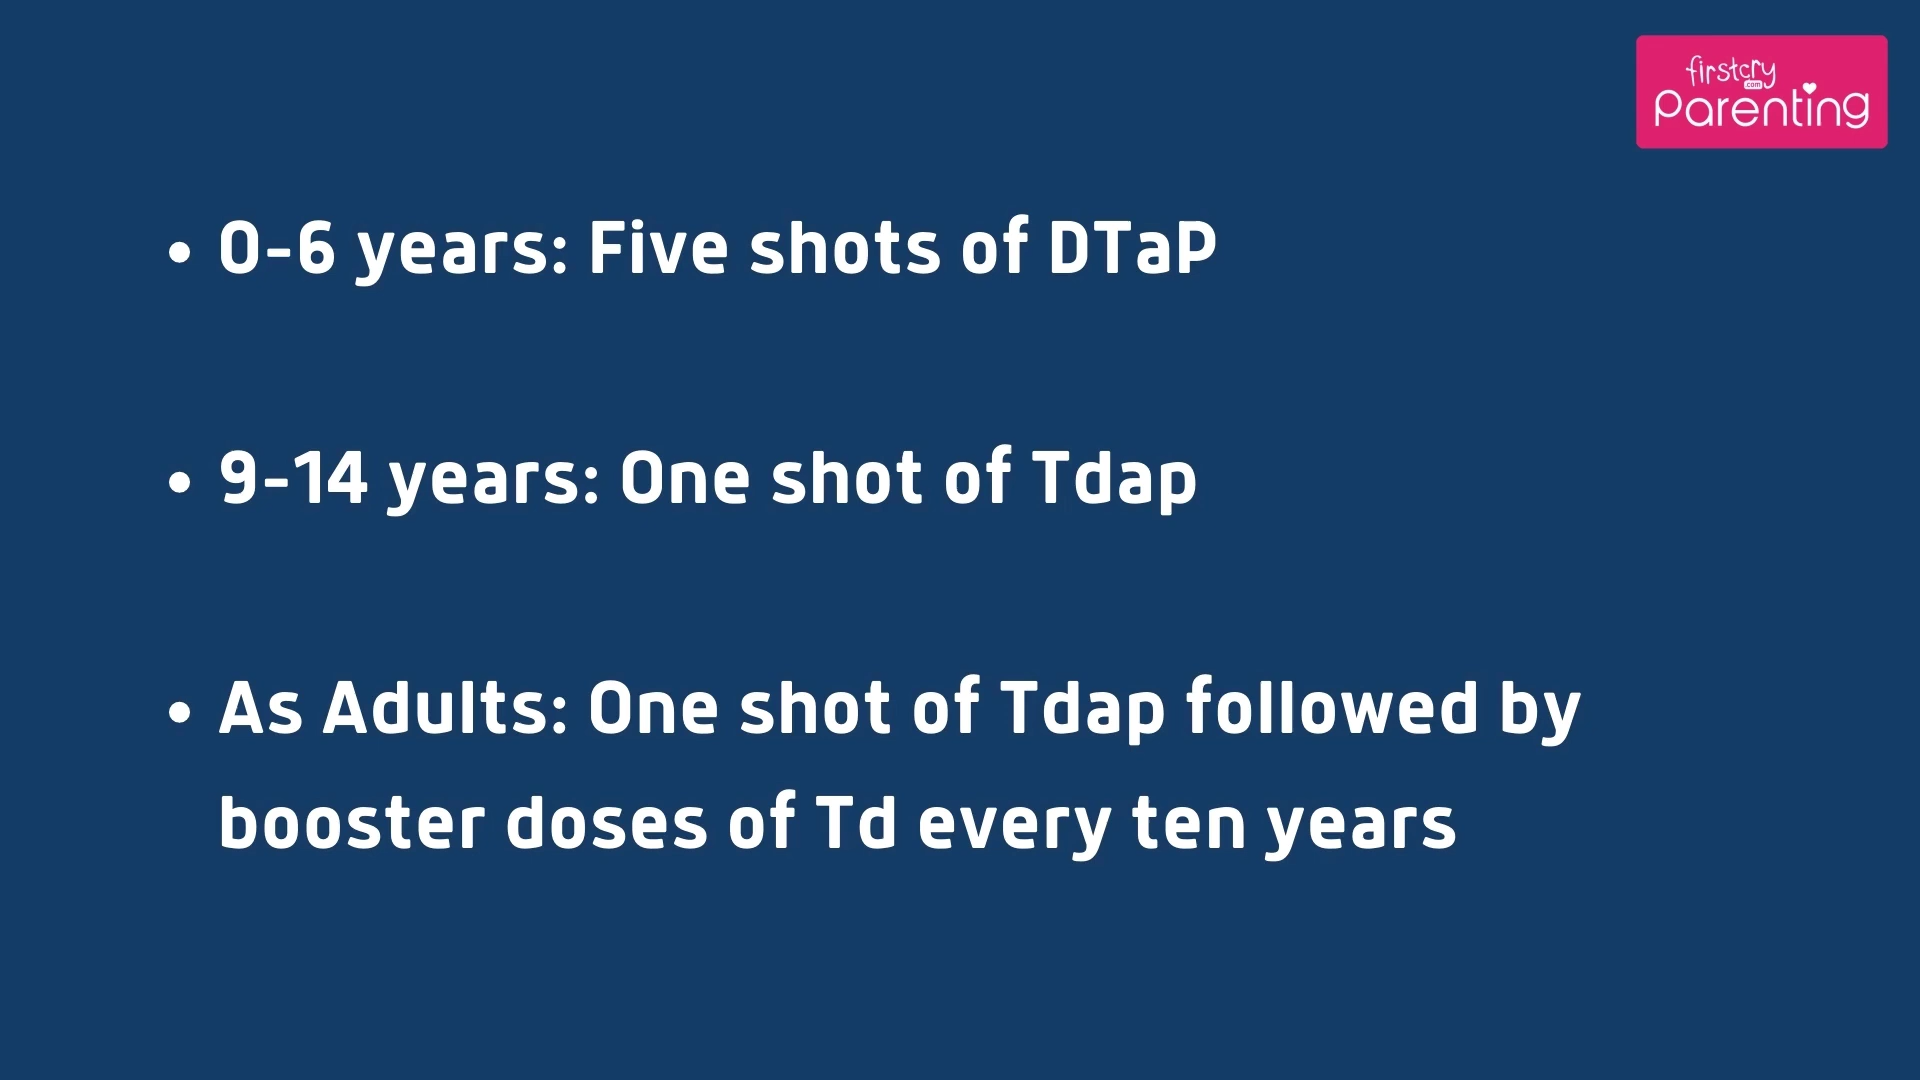 firstcry
.com
Parenting
• 0-6 years: Five shots of DTaP
• 9-14 years: One shot of Tdap
• As Adults: One shot of Tdap followed by
booster doses of Td every ten years